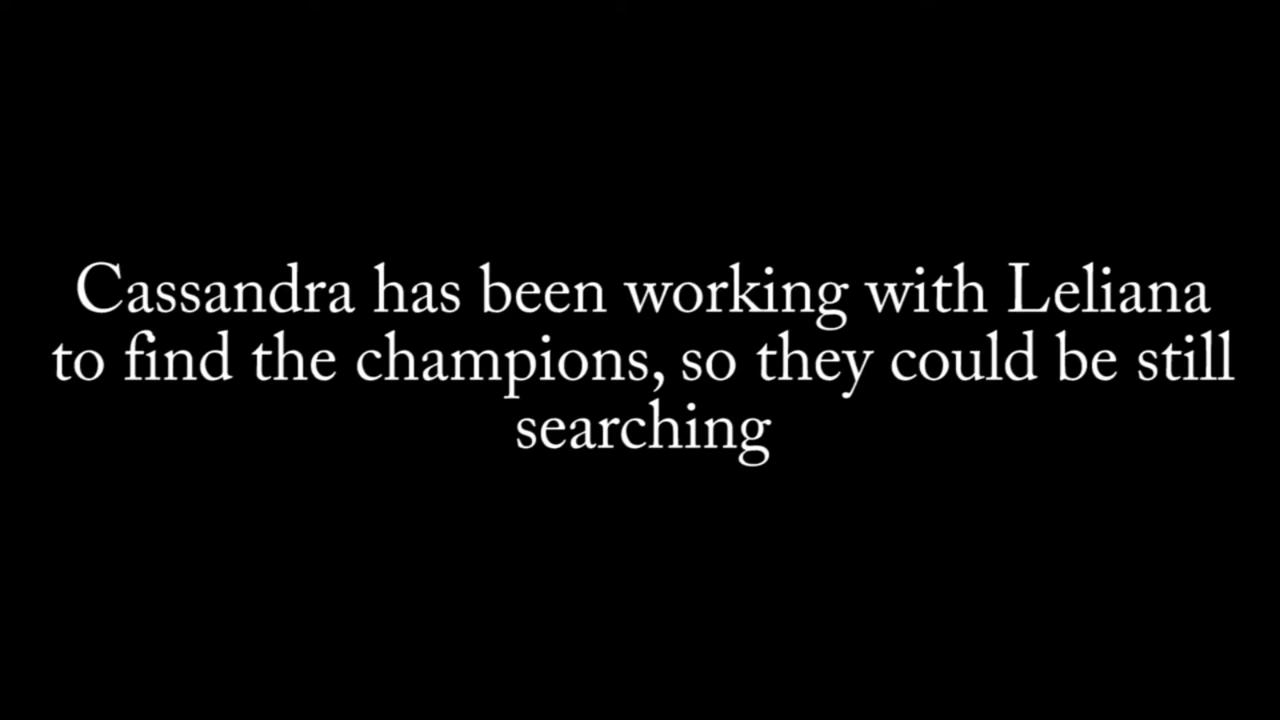 Cassandra has been working with Leliana
to find the champions, so they could be still
searching